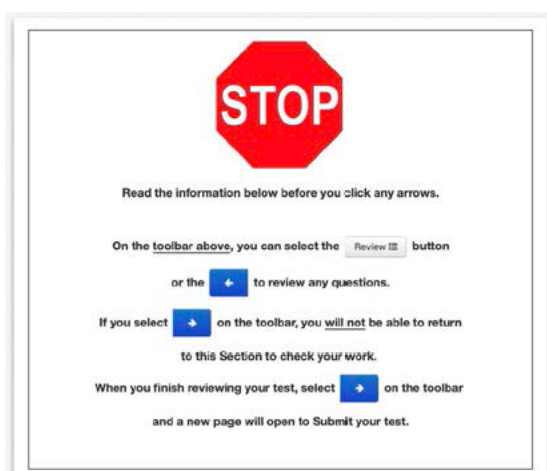 STOP
Read the information below before you click any arrows.
On the toolbar above, you can select the Review button
or the to review any questions.
If you select on the toolbar, you will not be able to return
to this Section to check your work.
When you finish reviewing your test, select on the toolbar
and a new page will open to Submit your test.